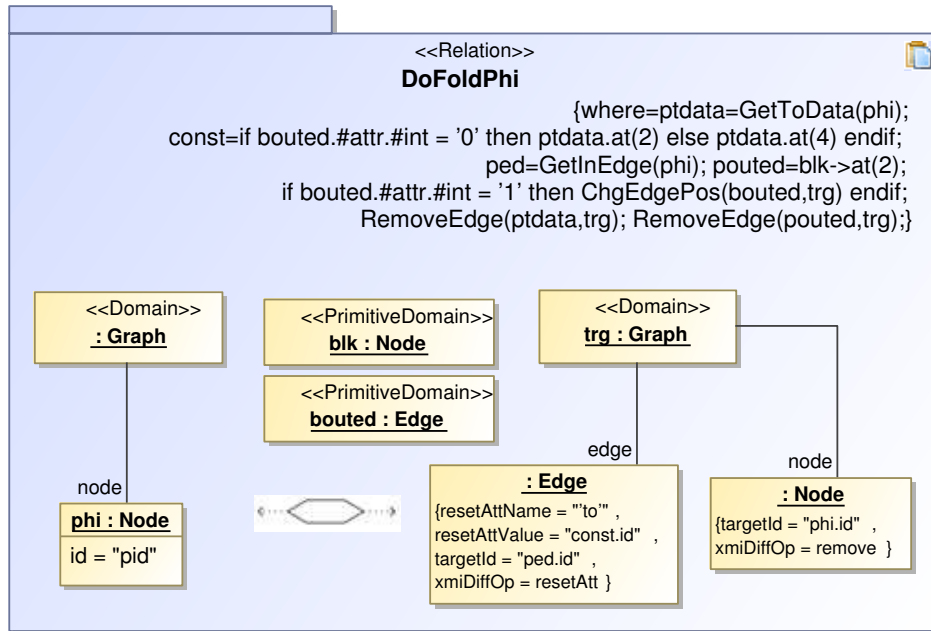 <<Relation>>
DoFoldPhi
{where=ptdata=GetToData(phi);
const=if bouted.#attr.#int = '0' then ptdata.at(2) else ptdata.at(4) endif;
ped=GetInEdge(phi); pouted=blk->at(2);
if bouted.#attr.#int = '1' then ChgEdgePos(bouted,trg) endif;
RemoveEdge(ptdata,trg); RemoveEdge(pouted,trg);}
<<Domain>>
: Graph
<<PrimitiveDomain>>
blk : Node
<<PrimitiveDomain>>
bouted : Edge
<<Domain>>
trg : Graph
node
phi : Node
id = "pid"
edge
: Edge
{resetAttName = "'to'" ,
resetAttValue = "const.id" ,
targetId = "ped.id" ,
xmiDiffOp = resetAtt }
node
: Node
{targetId = "phi.id" ,
xmiDiffOp = remove }